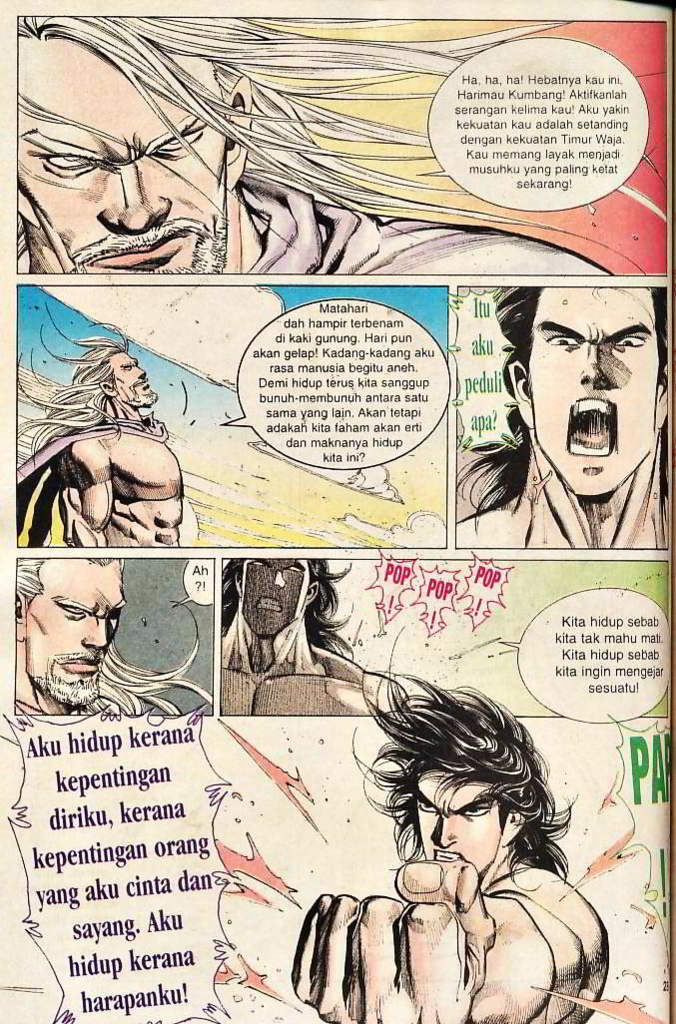 Ha, ha, ha! Hebatnya kau ini,
Harimau Kumbang! Aktifkanlah
serangan kelima kau! Aku yakin
kekuatan kau adalah setanding
dengan kekuatan Timur Waja.
Kau memang layak menjadi
musuhku yang paling ketat
sekarang!
Matahari
dah hampir terbenam
di kaki gunung. Hari pun
akan gelap! Kadang-kadang aku
rasa manusia begitu aneh.
Demi hidup terus kita sanggup
bunuh-membunuh antara satu
sama yang lain. Akan tetapi
adakah kita faham akan erti
dan maknanya hidup
kita ini?
Itu
aku
peduli
apa?
Ah
?!
POP
!
POP
!
POP
!
Kita hidup sebab
kita tak mahu mati.
Kita hidup sebab
kita ingin mengejar
sesuatu!
Aku hidup kerana
kepentingan
diriku, kerana
kepentingan orang
yang aku cinta dan
sayang. Aku
hidup kerana
harapanku!